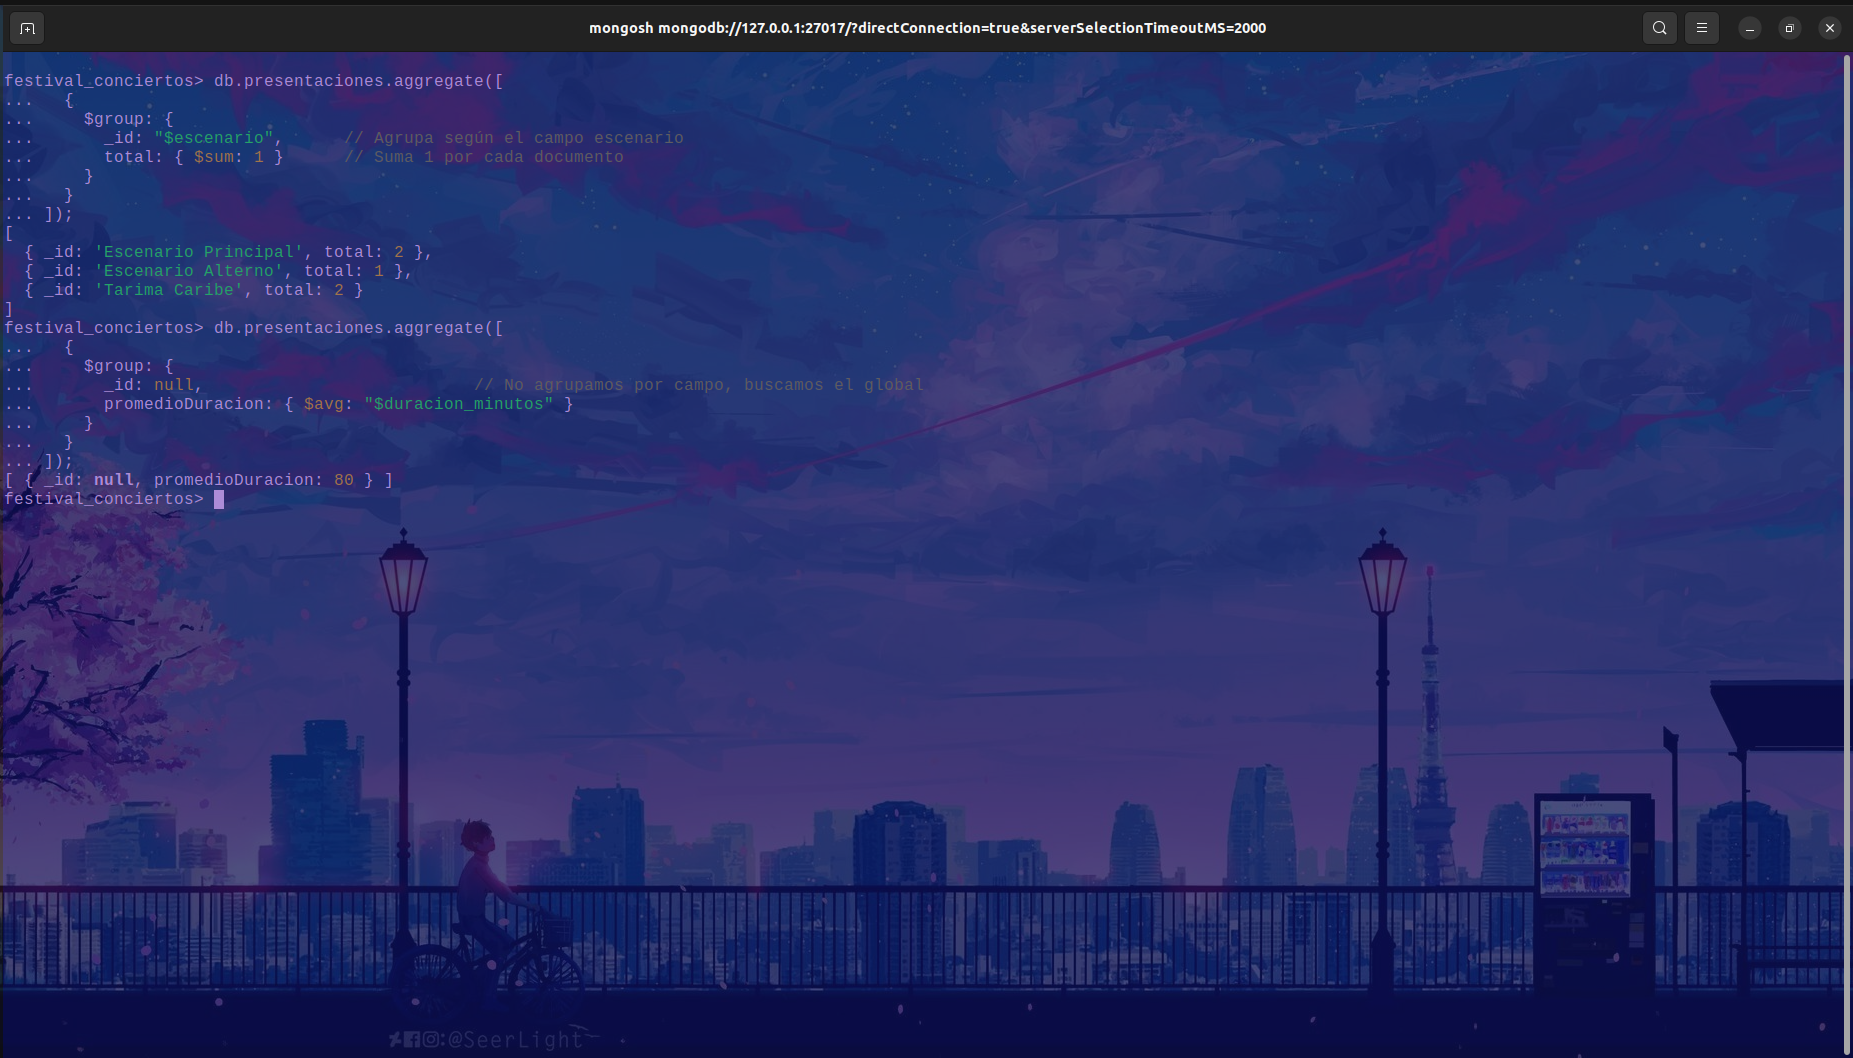 mongosh mongodb://127.0.0.1:27017/?directConnection=true&serverSelectionTimeoutMS=2000
festival_conciertos> db.presentaciones.aggregate([
...   {
...     $group: {
...       _id: "$escenario",      // Agrupa según el campo escenario
...       total: { $sum: 1 }      // Suma 1 por cada documento
...     }
...   }
... ]);
[
  { _id: 'Escenario Principal', total: 2 },
  { _id: 'Escenario Alterno', total: 1 },
  { _id: 'Tarima Caribe', total: 2 }
]
festival_conciertos> db.presentaciones.aggregate([
...   {
...     $group: {
...       _id: null,                           // No agrupamos por campo, buscamos el global
...       promedioDuracion: { $avg: "$duracion_minutos" }
...     }
...   }
... ]);
[ { _id: null, promedioDuracion: 80 } ]
festival_conciertos>
:@SeerLight